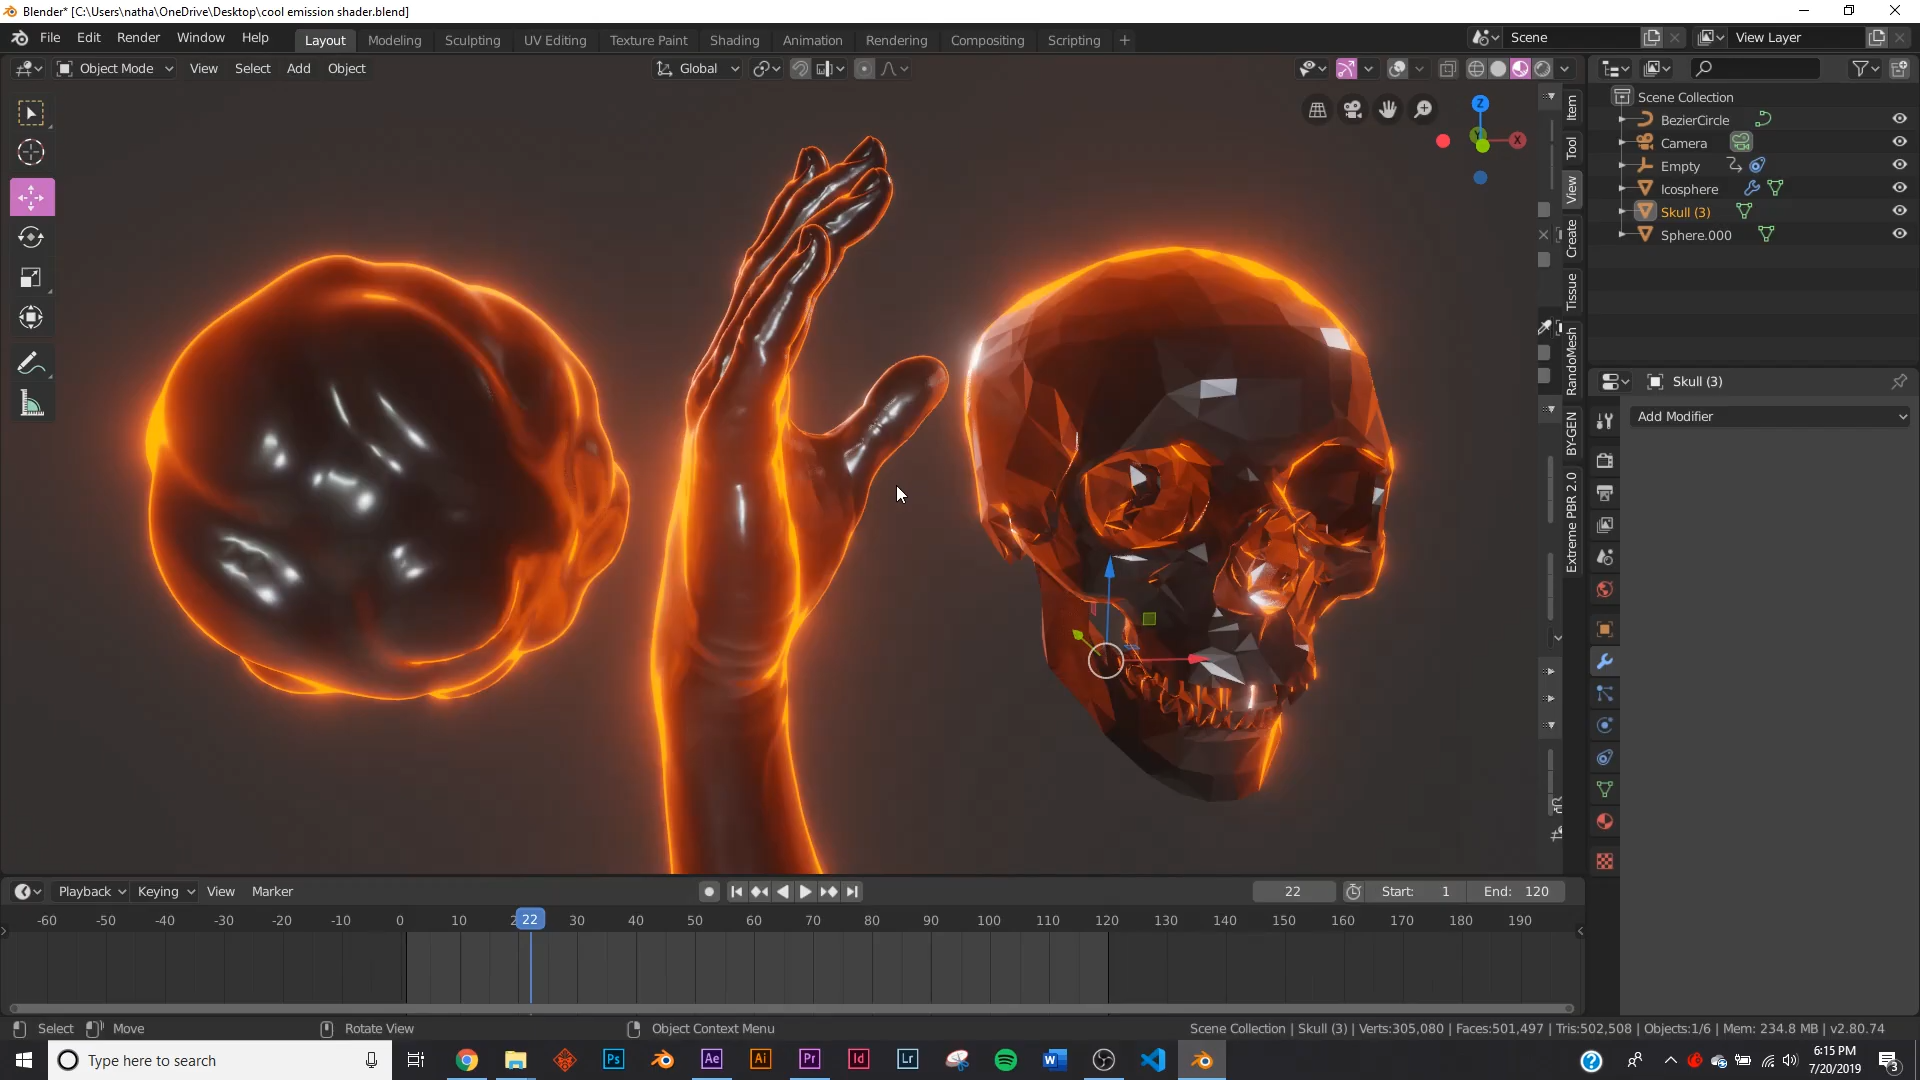 Blender* [C:\Users\natha\OneDrive\Desktop\cool emission shader.blend]
File Edit Render Window Help
Layout Modeling Sculpting UV Editing Texture Paint Shading Animation Rendering Compositing Scripting +
Scene
View Layer
Object Mode View Select Add Object
Global
Z
Y
X
Item
Tool
View
Create
Tissue
RandoMesh
BY-GEN
Extreme PBR 2.0
Scene Collection
BezierCircle
Camera
Empty
Icosphere
Skull (3)
Sphere.000
Skull (3)
Add Modifier
Playback Keying View Marker
22 Start: 1 End: 120
-60 -50 -40 -30 -20 -10 0 10 22 30 40 50 60 70 80 90 100 110 120 130 140 150 160 170 180 190
Select Move Rotate View Object Context Menu
Scene Collection | Skull (3) | Verts:305,080 | Faces:501,497 | Tris:502,508 | Objects:1/6 | Mem: 234.8 MB | v2.80.74
Type here to search
Ps
Ae
Ai
Pr
Id
Lr
W
?
6:15 PM
7/20/2019
3